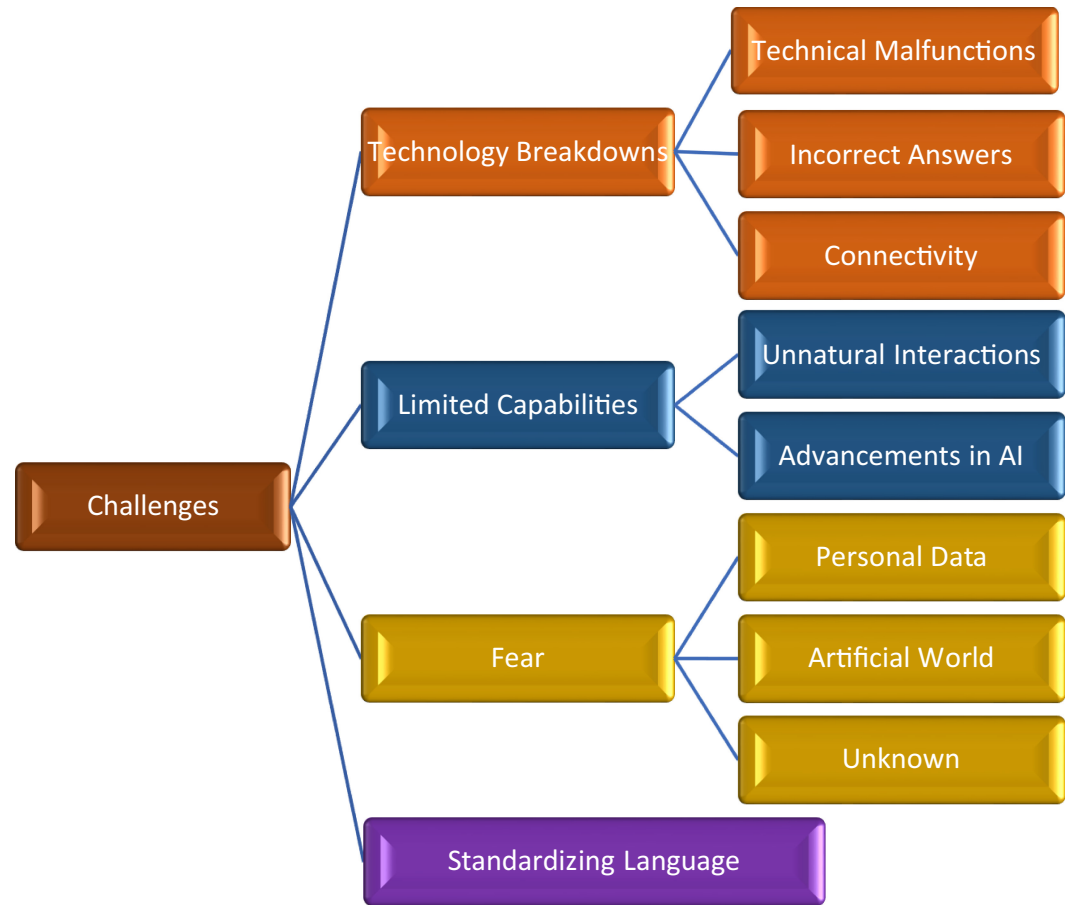 Technical Malfunctions
Technology Breakdowns
Incorrect Answers
Connectivity
Unnatural Interactions
Limited Capabilities
Advancements in AI
Challenges
Personal Data
Fear
Artificial World
Unknown
Standardizing Language